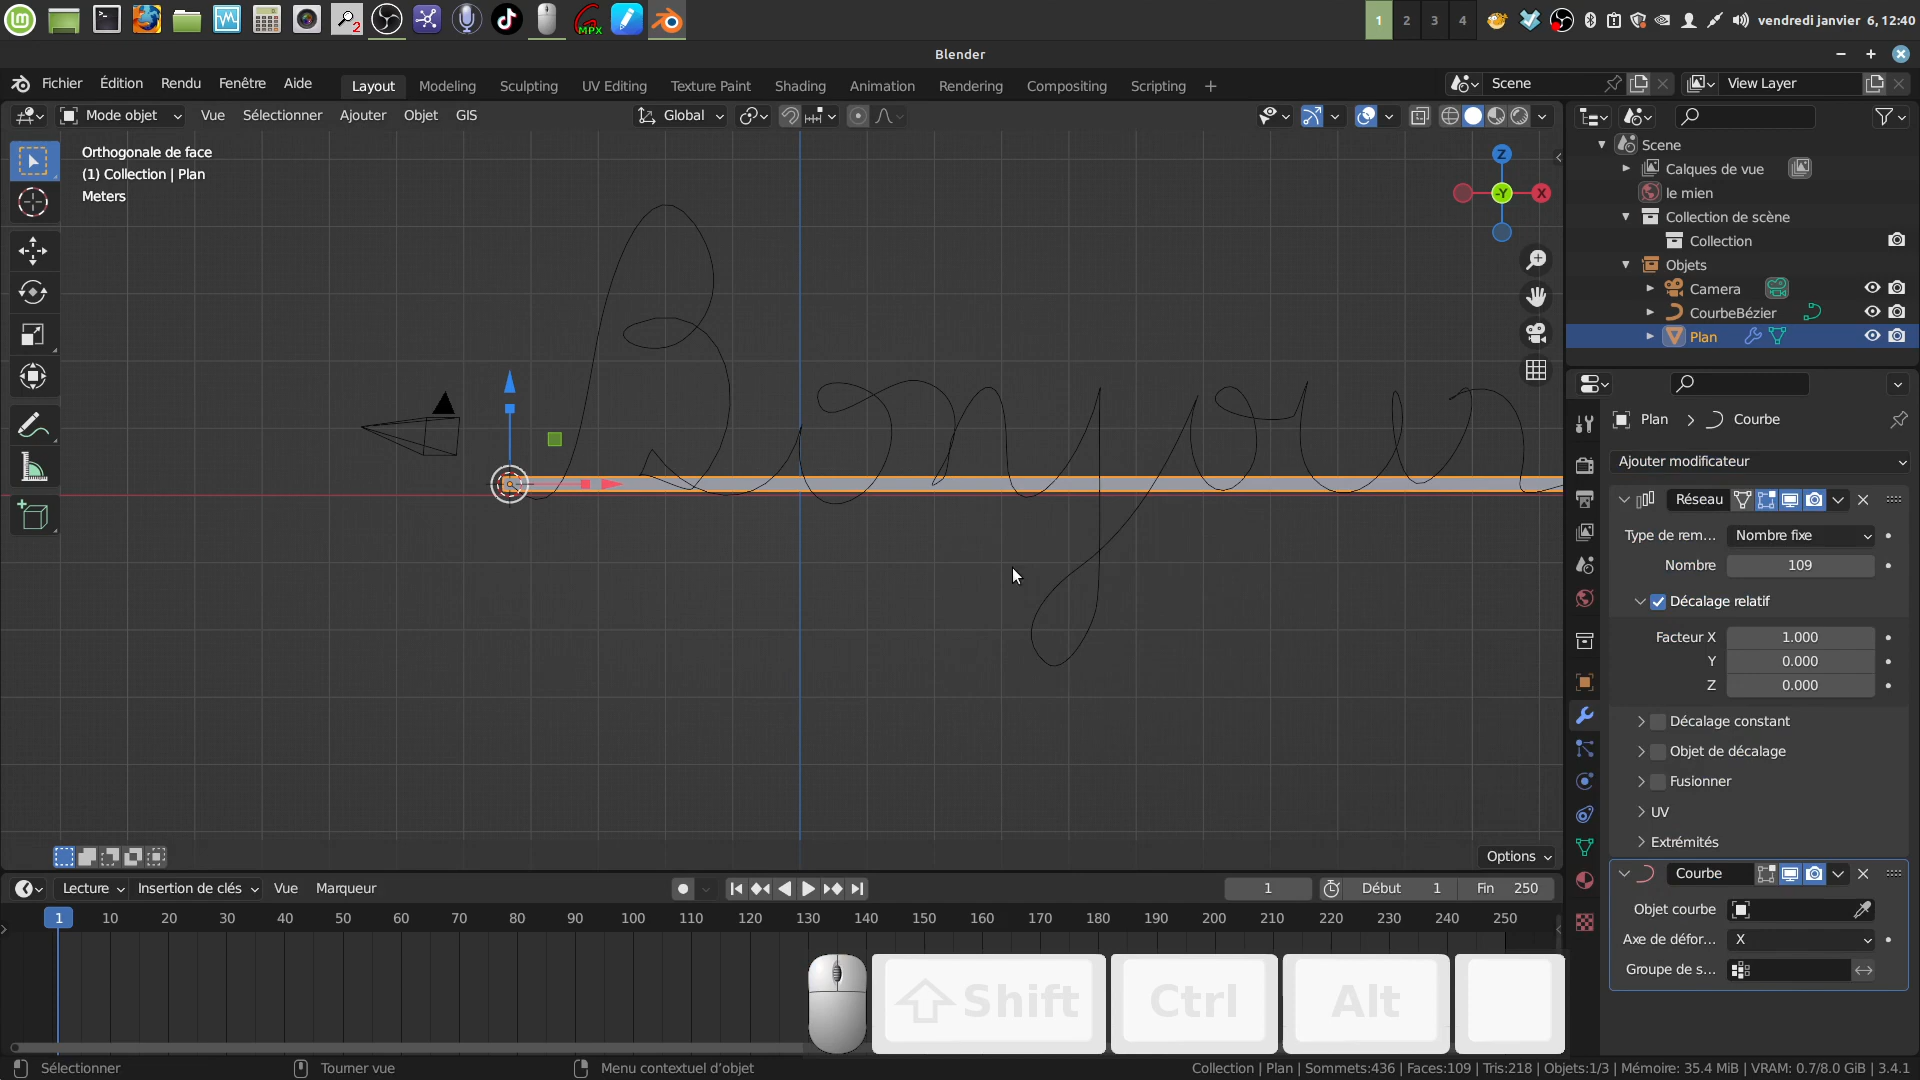 1 2 3 4 vendredi janvier 6, 12:40
Blender
Fichier Édition Rendu Fenêtre Aide Layout Modeling Sculpting UV Editing Texture Paint Shading Animation Rendering Compositing Scripting + Scene View Layer
Mode objet Vue Sélectionner Ajouter Objet GIS Global
Orthogonale de face
(1) Collection | Plan
Meters
Z
-Y
X
Bonjour
Scene
Calques de vue
le mien
Collection de scène
Collection
Objets
Camera
CourbeBézier
Plan
Plan > Courbe
Ajouter modificateur
Réseau
Type de rem... Nombre fixe
Nombre 109
Décalage relatif
Facteur X 1.000
Y 0.000
Z 0.000
Décalage constant
Objet de décalage
Fusionner
UV
Extrémités
Courbe
Objet courbe
Axe de défor... X
Groupe de s...
Options
Lecture Insertion de clés Vue Marqueur 1 Début 1 Fin 250
1 10 20 30 40 50 60 70 80 90 100 110 120 130 140 150 160 170 180 190 200 210 220 230 240 250
Shift Ctrl Alt
Sélectionner Tourner vue Menu contextuel d'objet Collection | Plan | Sommets:436 | Faces:109 | Tris:218 | Objets:1/3 | Mémoire: 35.4 MiB | VRAM: 0.7/8.0 GiB | 3.4.1